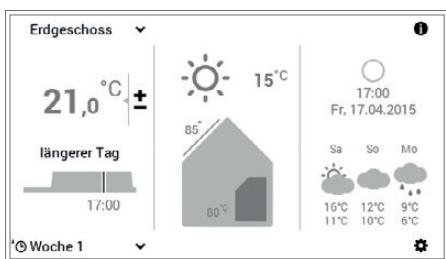 Erdgeschoss
21,0 °C ±
längerer Tag
17:00
Woche 1
15°C
85°
80°C
17:00
Fr, 17.04.2015
Sa So Mo
16°C 12°C 9°C
11°C 10°C 6°C